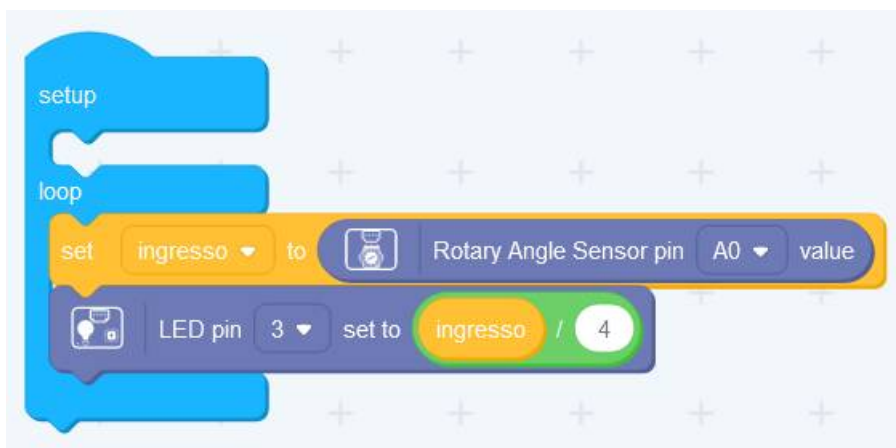 setup
loop
set ingresso to Rotary Angle Sensor pin A0 value
LED pin 3 set to ingresso / 4